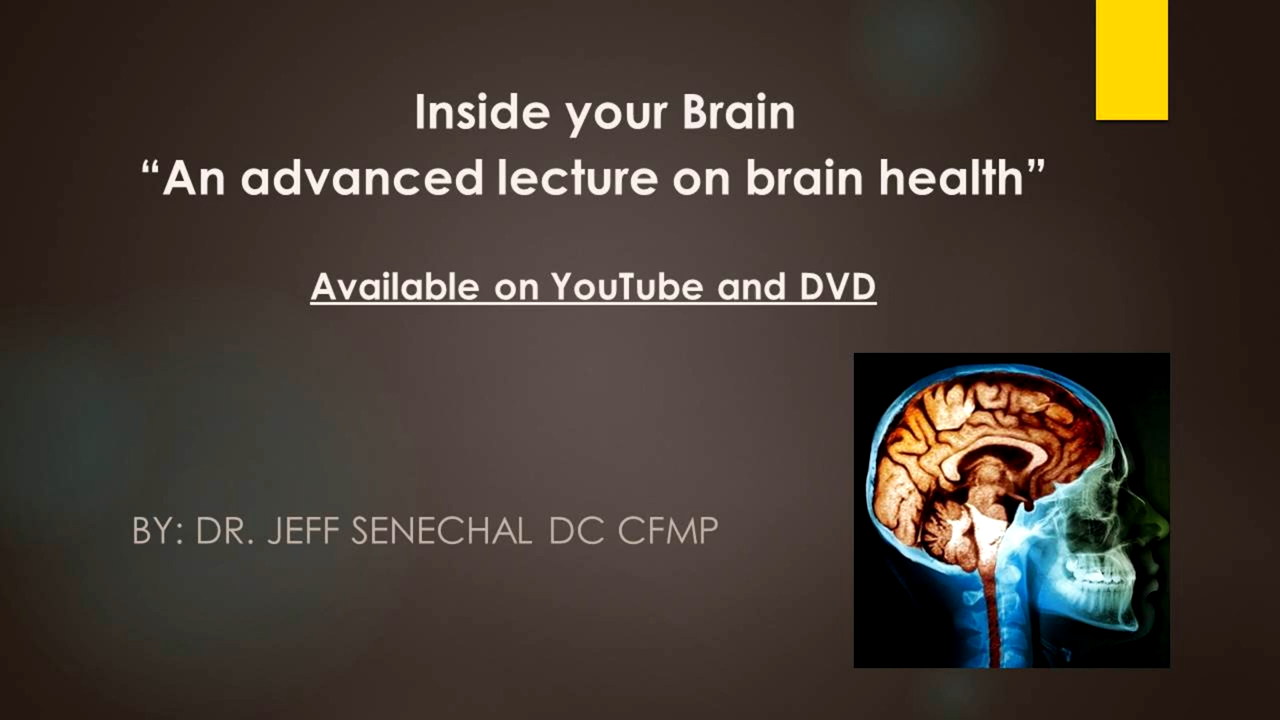 Inside your Brain
“An advanced lecture on brain health”
Available on YouTube and DVD
BY: DR. JEFF SENECHAL DC CFMP